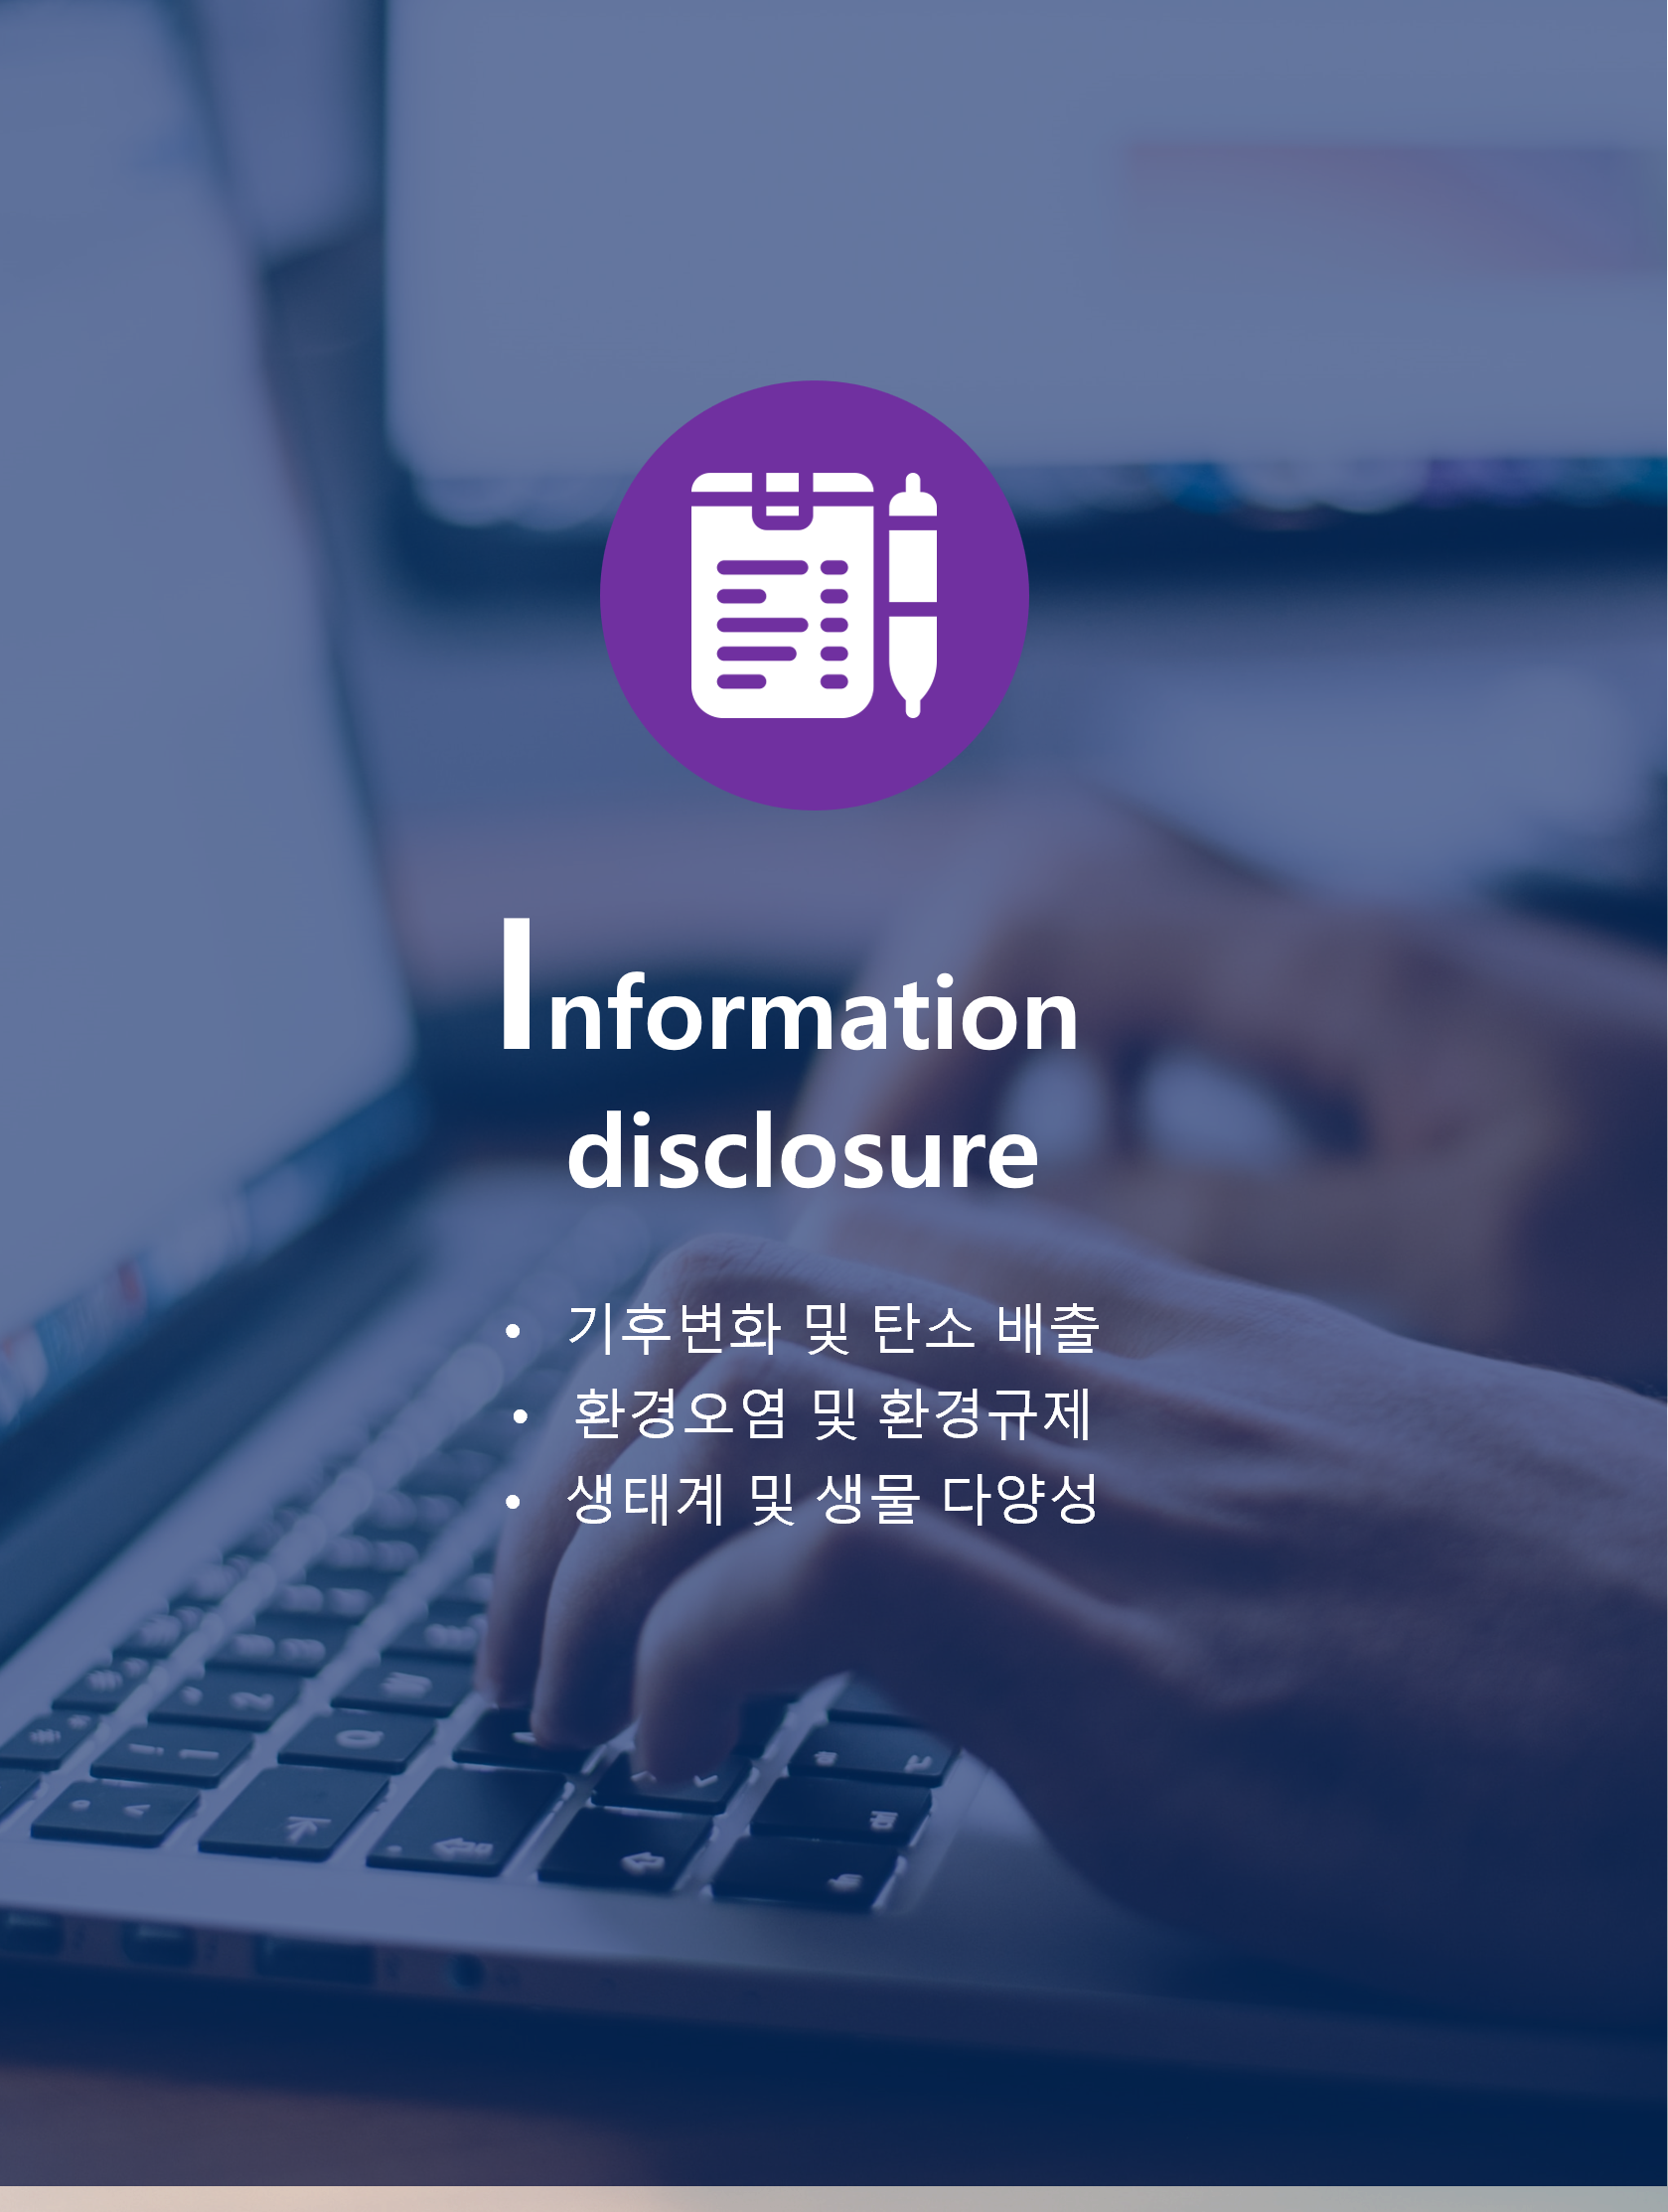 Information
disclosure
• 기후변화 및 탄소 배출
• 환경오염 및 환경규제
• 생태계 및 생물 다양성